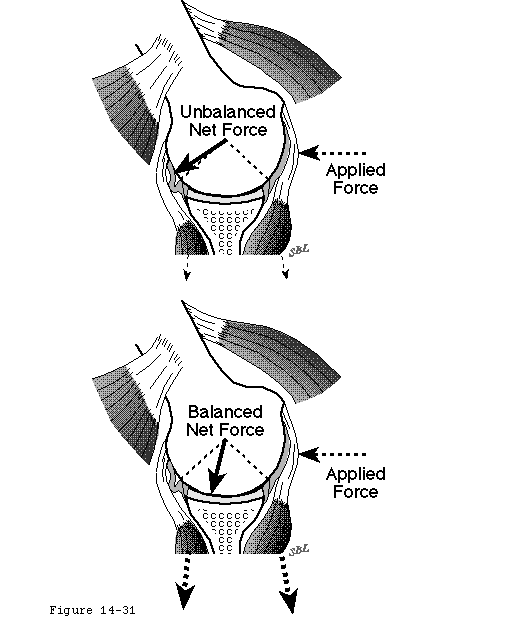 Unbalanced
Net Force
Applied
Force
SBL
Balanced
Net Force
Applied
Force
SBL
Figure 14-31